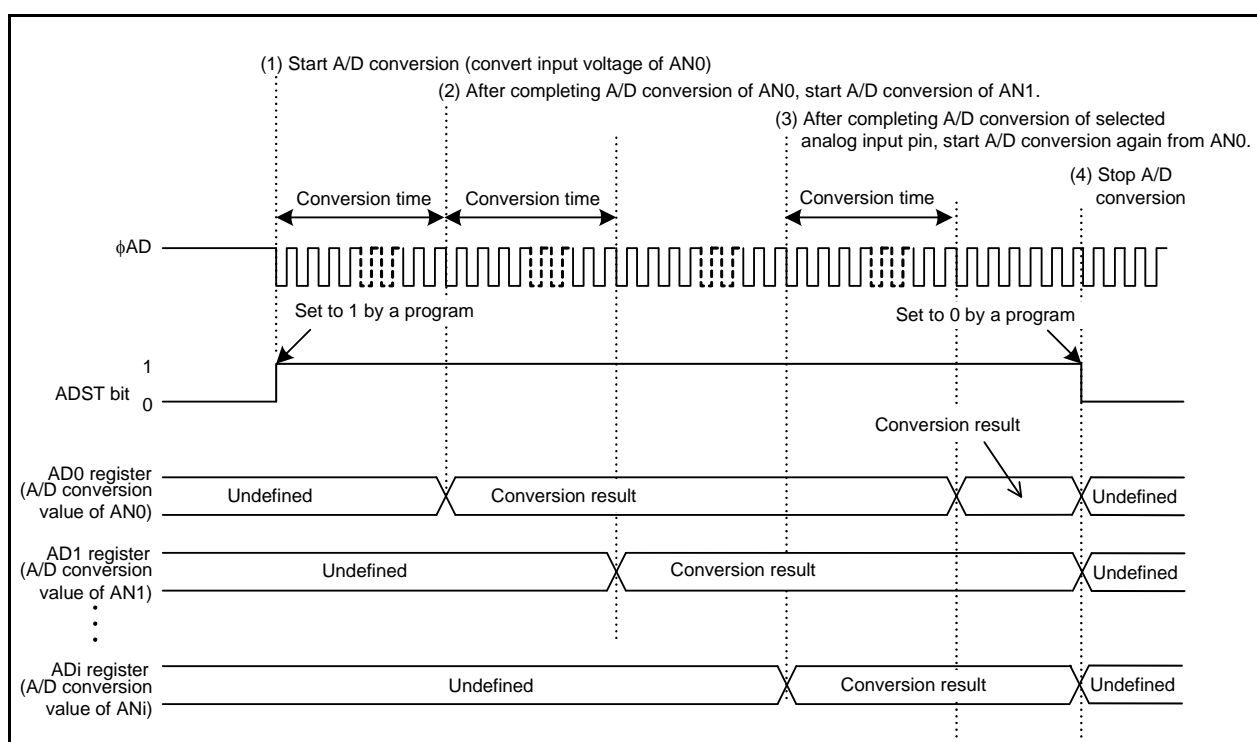 (1) Start A/D conversion (convert input voltage of AN0)
(2) After completing A/D conversion of AN0, start A/D conversion of AN1.
(3) After completing A/D conversion of selected
analog input pin, start A/D conversion again from AN0.
(4) Stop A/D
conversion
Conversion time
Conversion time
Conversion time
φAD
Set to 1 by a program
Set to 0 by a program
1
ADST bit
0
Conversion result
AD0 register
(A/D conversion
value of AN0)
Undefined
Conversion result
Undefined
AD1 register
(A/D conversion
value of AN1)
Undefined
Conversion result
Undefined
ADi register
(A/D conversion
value of ANi)
Undefined
Conversion result
Undefined